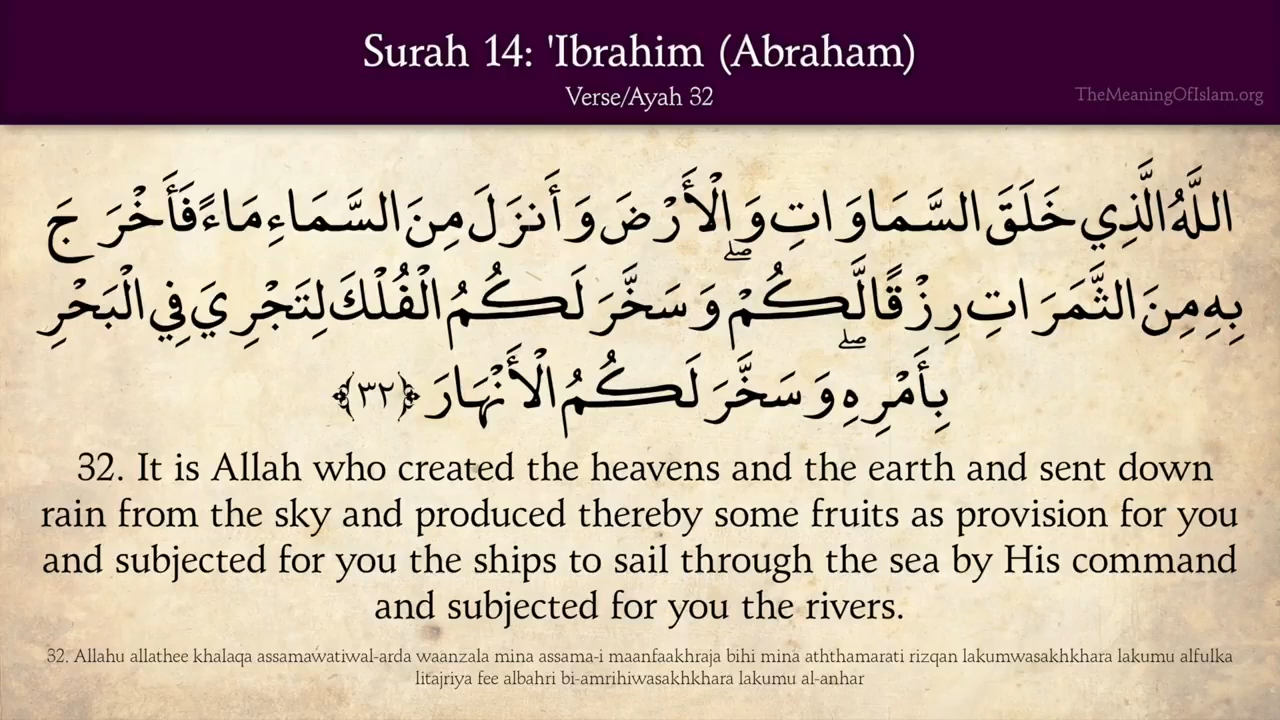 Surah 14: 'Ibrahim (Abraham)
Verse/Ayah 32
TheMeaningOfIslam.org
اللَّهُ الَّذِي خَلَقَ السَّمَاوَاتِ وَالْأَرْضَ وَأَنزَلَ مِنَ السَّمَاءِ مَاءً فَأَخْرَجَ
بِهِ مِنَ الثَّمَرَاتِ رِزْقًا لَّكُمْ ۖ وَسَخَّرَ لَكُمُ الْفُلْكَ لِتَجْرِيَ فِي الْبَحْرِ
بِأَمْرِهِ ۖ وَسَخَّرَ لَكُمُ الْأَنْهَارَ ﴿٣٢﴾
32. It is Allah who created the heavens and the earth and sent down
rain from the sky and produced thereby some fruits as provision for you
and subjected for you the ships to sail through the sea by His command
and subjected for you the rivers.
32. Allahu allathee khalaqa assamawatiwal-arda waanzala mina assama-i maanfaakhraja bihi mina aththamarati rizqan lakumwasakhkhara lakumu alfulka
litajriya fee albahri bi-amrihiwasakhkhara lakumu al-anhar